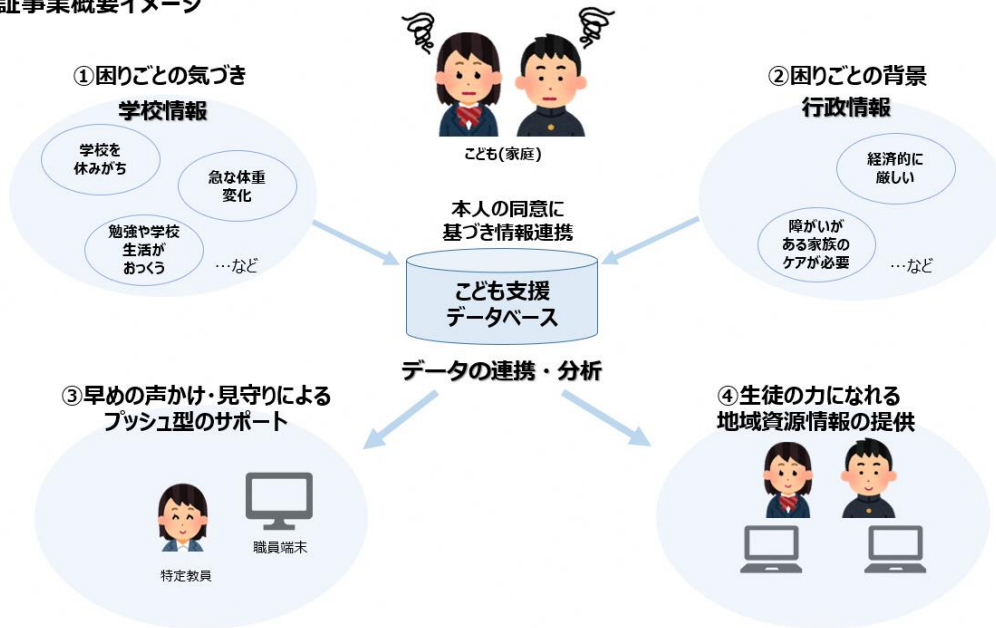 証事業概要イメージ
①困りごとの気づき
学校情報
学校を
休みがち
急な体重
変化
勉強や学校
生活が
おっくう
…など
こども(家庭)
本人の同意に
基づき情報連携
こども支援
データベース
データの連携・分析
②困りごとの背景
行政情報
経済的に
厳しい
障がいが
ある家族の
ケアが必要
…など
③早めの声かけ・見守りによる
プッシュ型のサポート
特定教員
職員端末
④生徒の力になれる
地域資源情報の提供